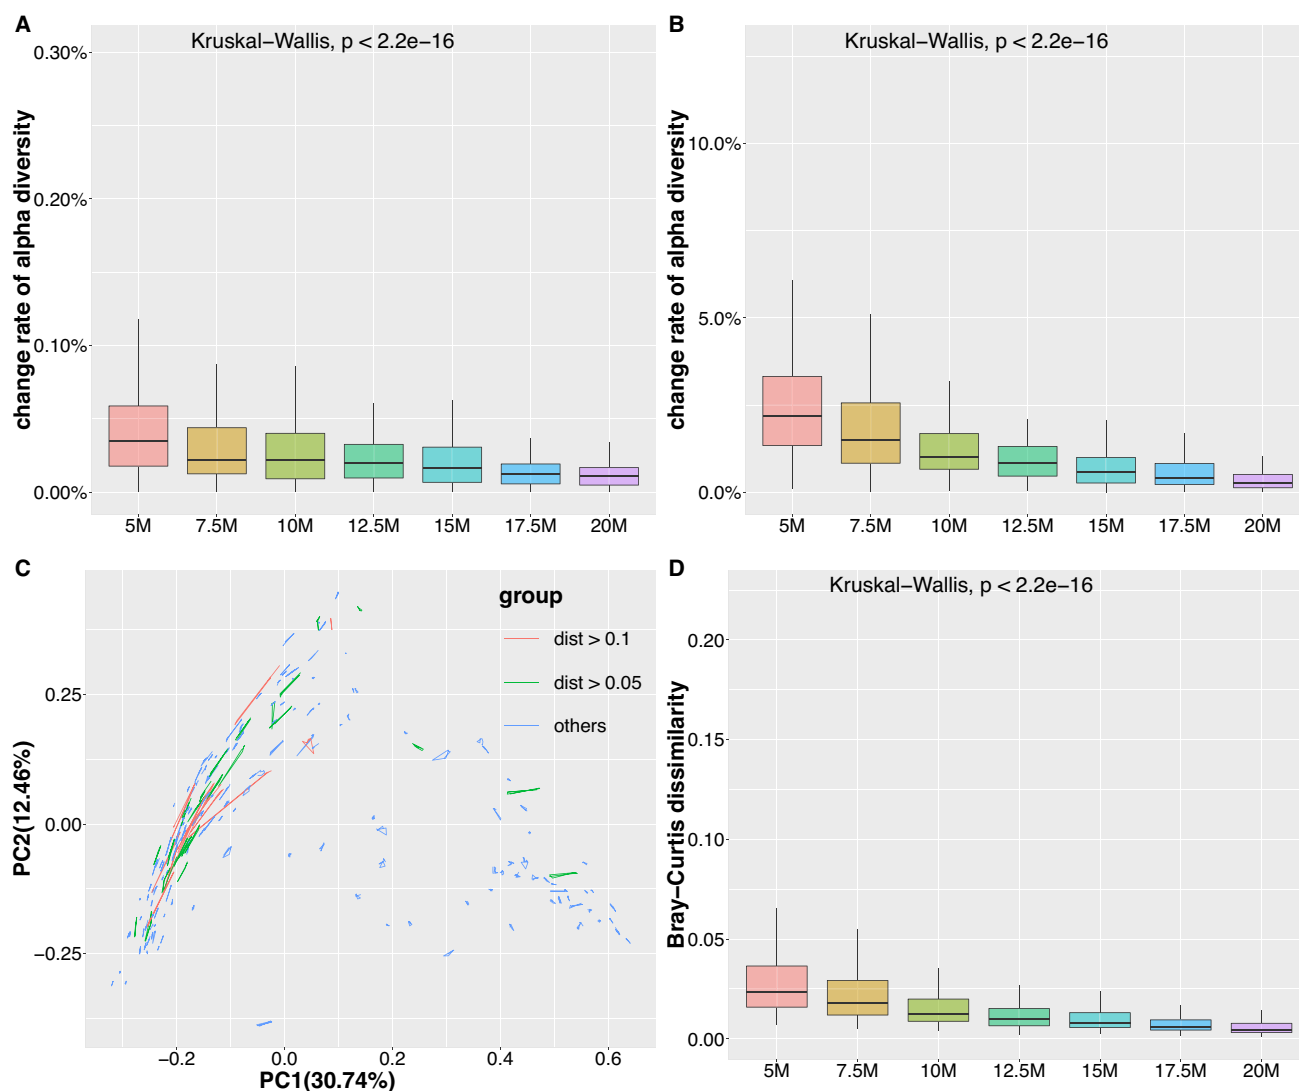 A
Kruskal−Wallis, p < 2.2e−16
change rate of alpha diversity
0.30%
0.20%
0.10%
0.00%
5M 7.5M 10M 12.5M 15M 17.5M 20M
B
Kruskal−Wallis, p < 2.2e−16
change rate of alpha diversity
10.0%
5.0%
0.0%
5M 7.5M 10M 12.5M 15M 17.5M 20M
C
group
dist > 0.1
dist > 0.05
others
PC2(12.46%)
0.25
0.00
−0.25
−0.2 0.0 0.2 0.4 0.6
PC1(30.74%)
D
Kruskal−Wallis, p < 2.2e−16
Bray−Curtis dissimilarity
0.20
0.15
0.10
0.05
0.00
5M 7.5M 10M 12.5M 15M 17.5M 20M